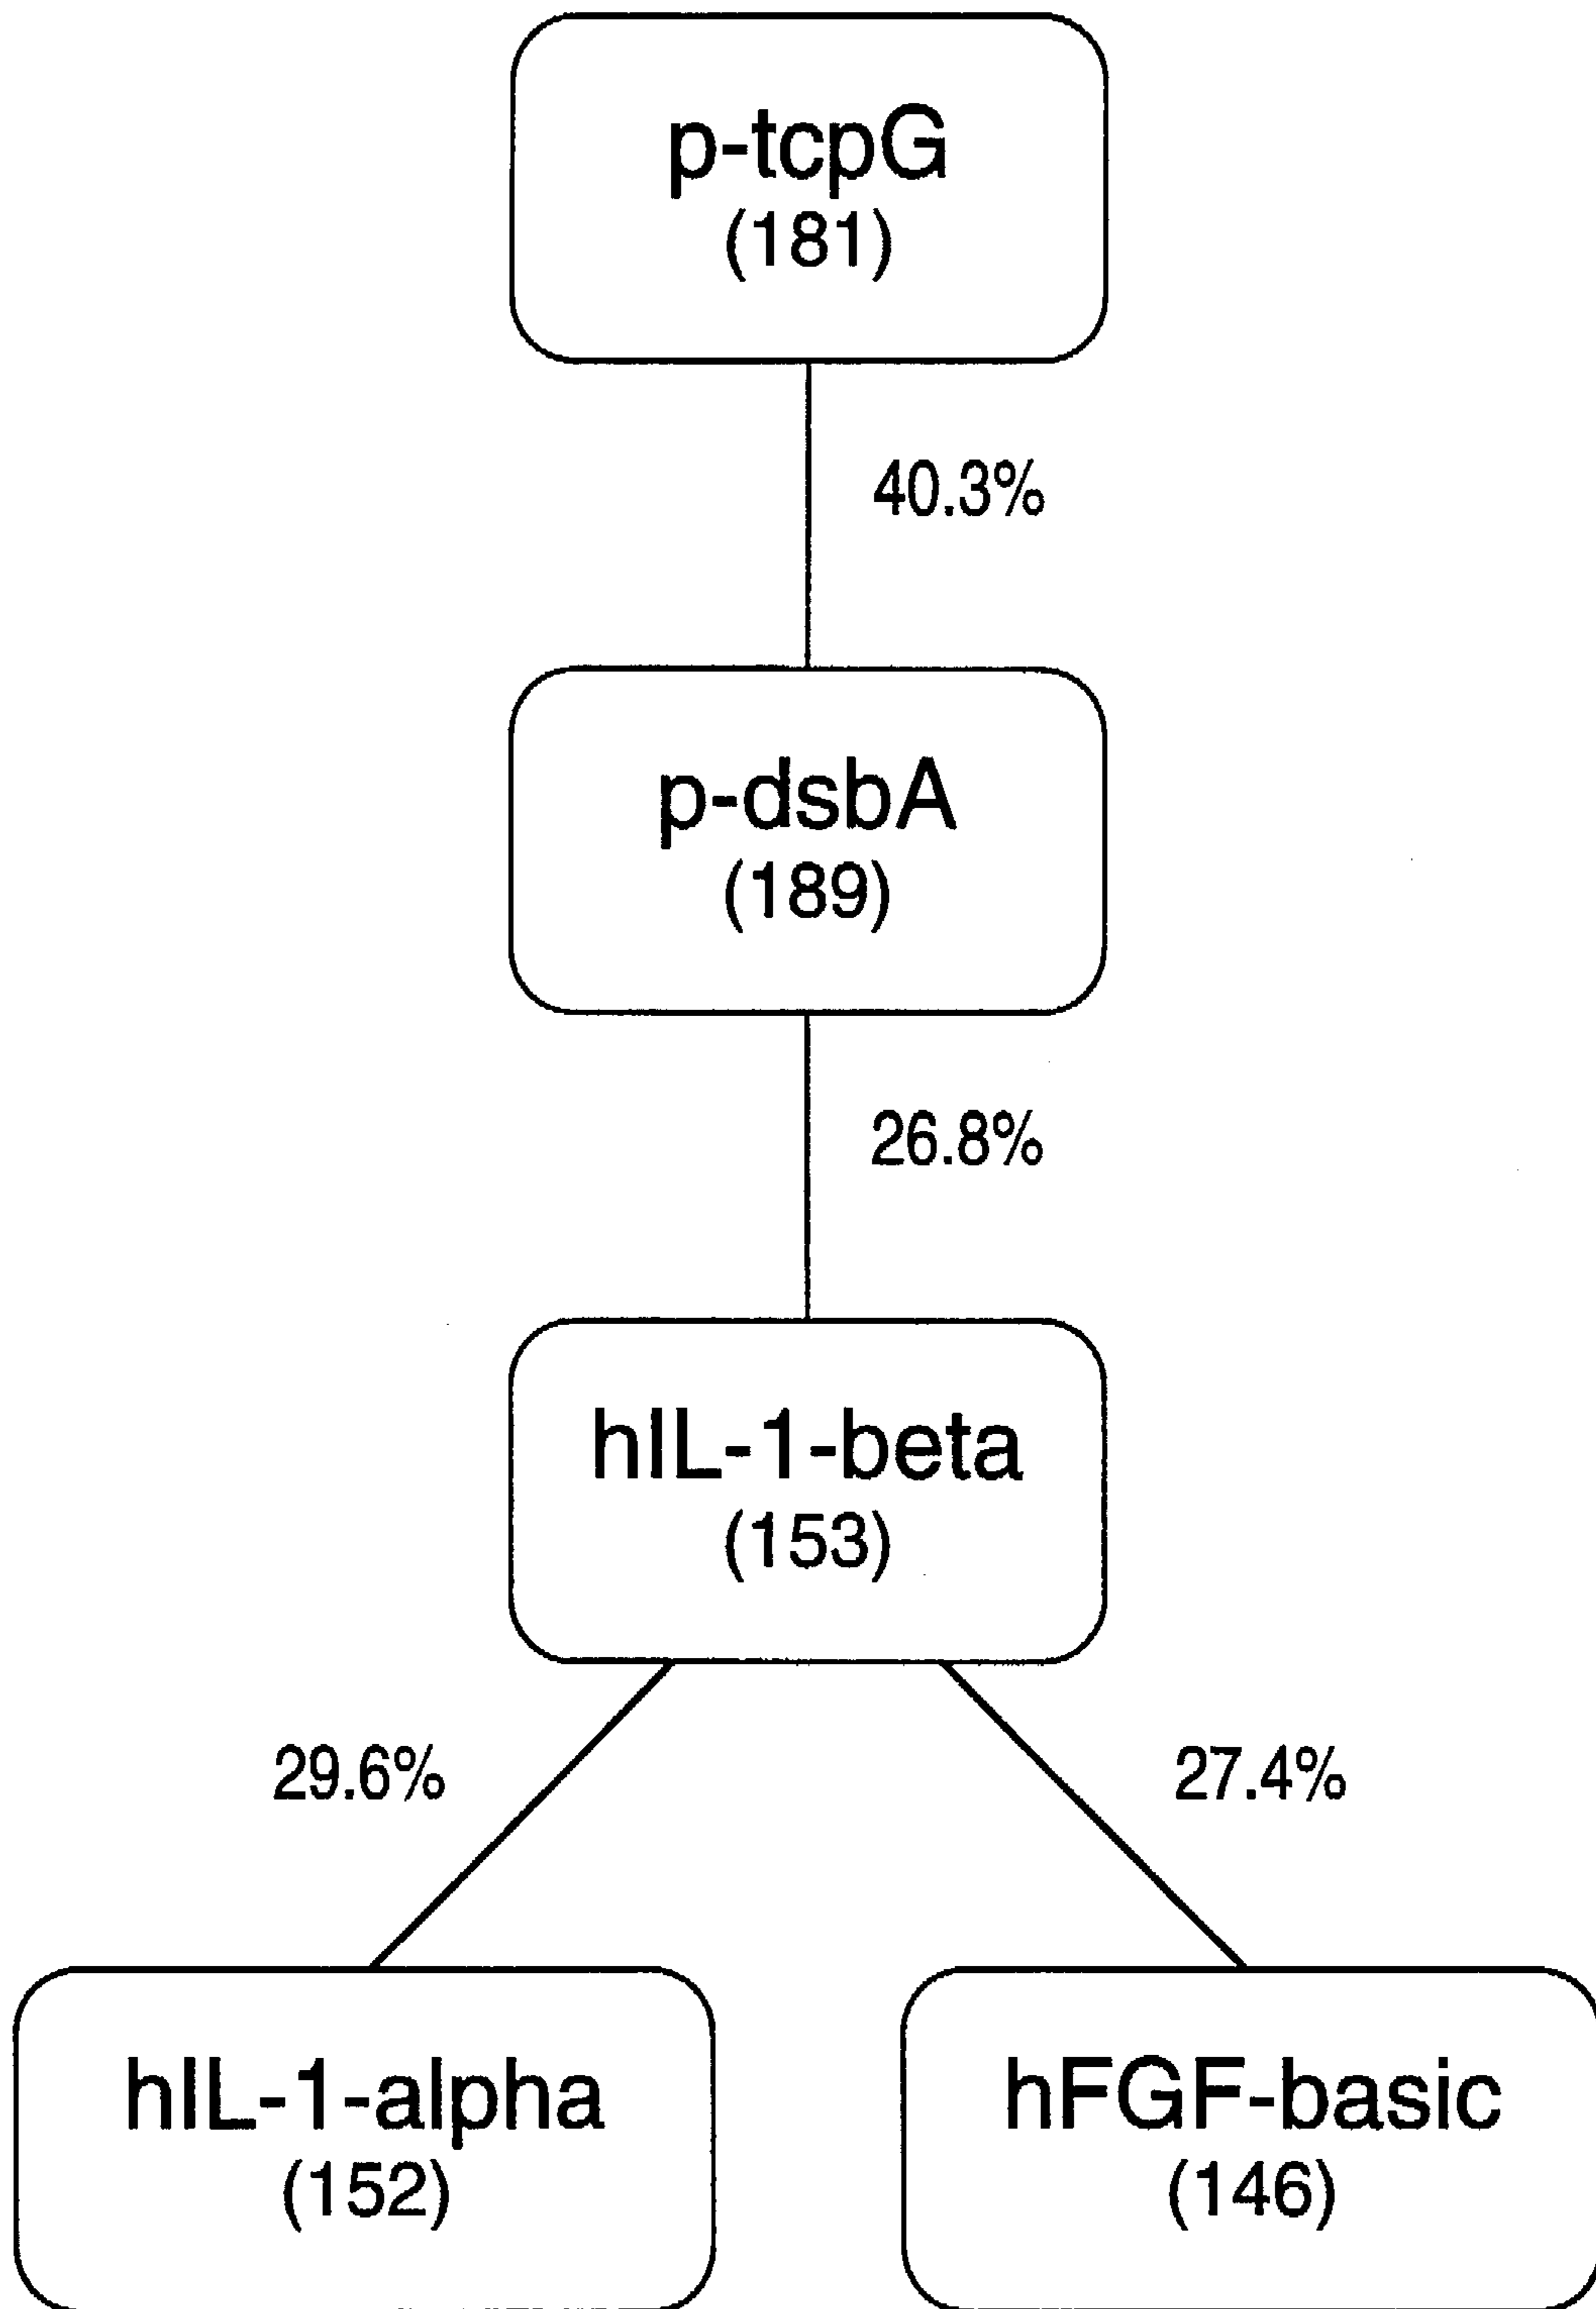 p-tcpG
(181)
40.3%
p-dsbA
(189)
26.8%
hIL-1-beta
(153)
29.6%
27.4%
hIL-1-alpha
(152)
hFGF-basic
(146)